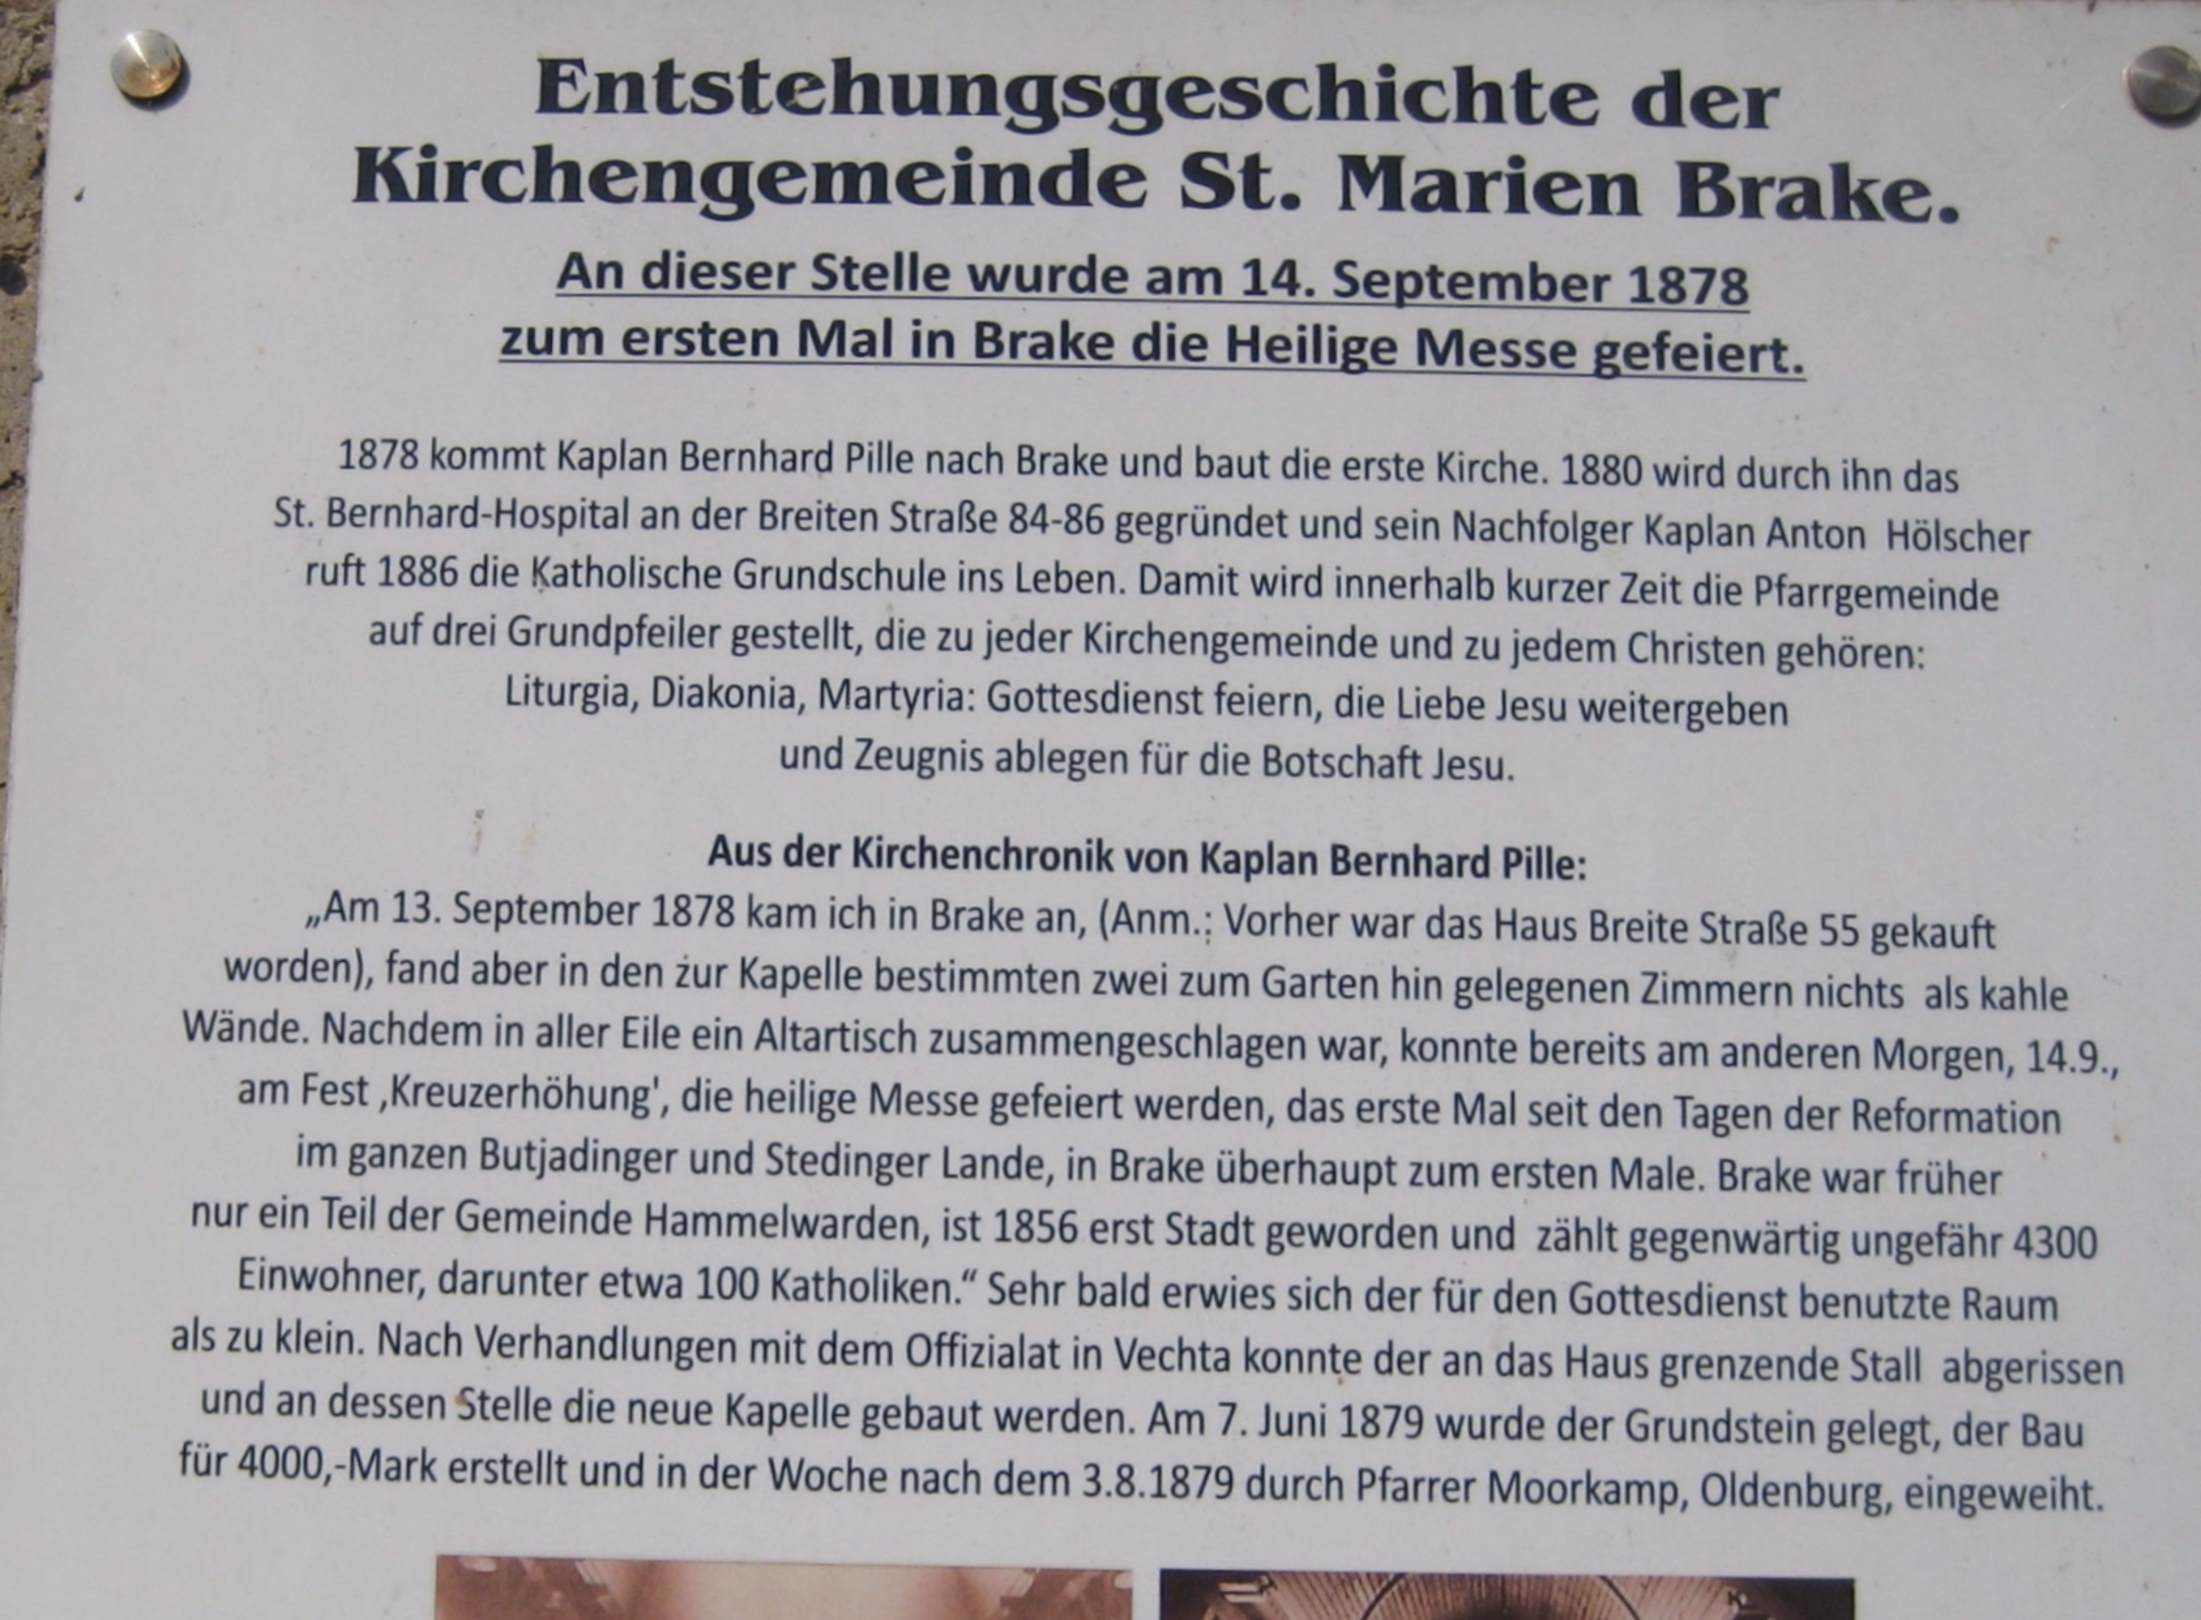 Entstehungsgeschichte der
Kirchengemeinde St. Marien Brake.
An dieser Stelle wurde am 14. September 1878
zum ersten Mal in Brake die Heilige Messe gefeiert.
1878 kommt Kaplan Bernhard Pille nach Brake und baut die erste Kirche. 1880 wird durch ihn das
St. Bernhard-Hospital an der Breiten Straße 84-86 gegründet und sein Nachfolger Kaplan Anton Hölscher
ruft 1886 die Katholische Grundschule ins Leben. Damit wird innerhalb kurzer Zeit die Pfarrgemeinde
auf drei Grundpfeiler gestellt, die zu jeder Kirchengemeinde und zu jedem Christen gehören:
Liturgia, Diakonia, Martyria: Gottesdienst feiern, die Liebe Jesu weitergeben
und Zeugnis ablegen für die Botschaft Jesu.
Aus der Kirchenchronik von Kaplan Bernhard Pille:
„Am 13. September 1878 kam ich in Brake an, (Anm.: Vorher war das Haus Breite Straße 55 gekauft
worden), fand aber in den zur Kapelle bestimmten zwei zum Garten hin gelegenen Zimmern nichts als kahle
Wände. Nachdem in aller Eile ein Altartisch zusammengeschlagen war, konnte bereits am anderen Morgen, 14.9.,
am Fest ‚Kreuzerhöhung', die heilige Messe gefeiert werden, das erste Mal seit den Tagen der Reformation
im ganzen Butjadinger und Stedinger Lande, in Brake überhaupt zum ersten Male. Brake war früher
nur ein Teil der Gemeinde Hammelwarden, ist 1856 erst Stadt geworden und zählt gegenwärtig ungefähr 4300
Einwohner, darunter etwa 100 Katholiken.“ Sehr bald erwies sich der für den Gottesdienst benutzte Raum
als zu klein. Nach Verhandlungen mit dem Offizialat in Vechta konnte der an das Haus grenzende Stall abgerissen
und an dessen Stelle die neue Kapelle gebaut werden. Am 7. Juni 1879 wurde der Grundstein gelegt, der Bau
für 4000,-Mark erstellt und in der Woche nach dem 3.8.1879 durch Pfarrer Moorkamp, Oldenburg, eingeweiht.